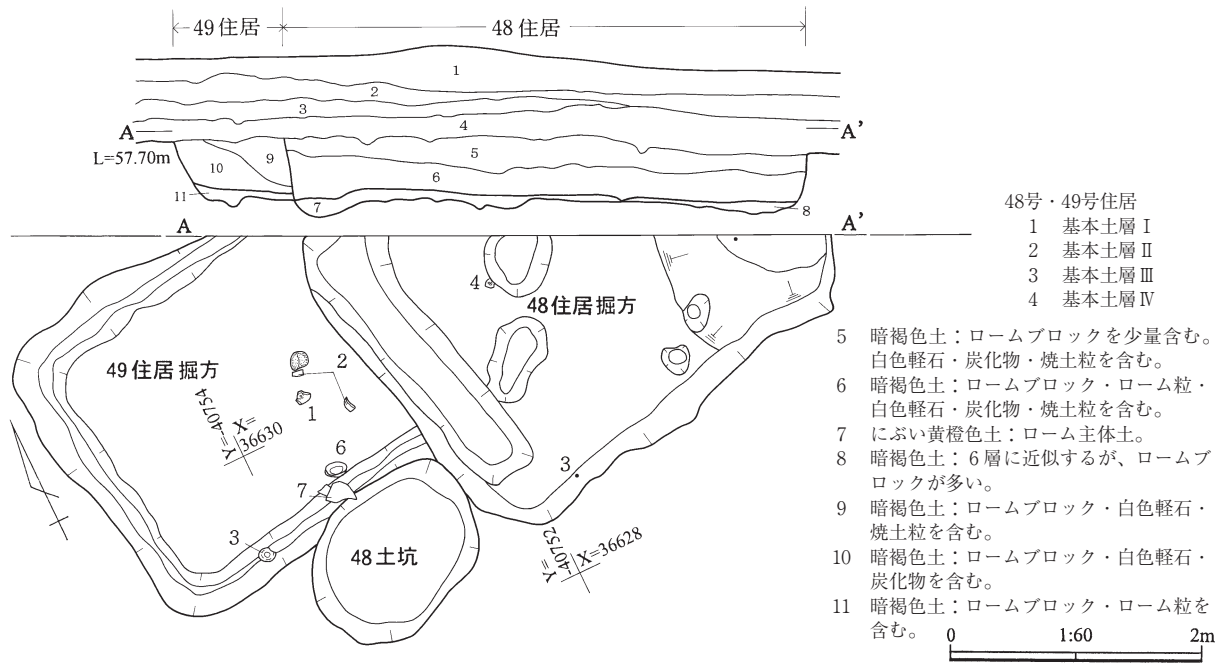 49住居
48住居
1
2
3
4
A
A’
L=57.70m
5
9
10
6
11
7
8
A
A’
48号・49号住居
1 基本土層Ⅰ
2 基本土層Ⅱ
3 基本土層Ⅲ
4 基本土層Ⅳ
5 暗褐色土：ロームブロックを少量含む。
白色軽石・炭化物・焼土粒を含む。
6 暗褐色土：ロームブロック・ローム粒・
白色軽石・炭化物・焼土粒を含む。
7 にぶい黄橙色土：ローム主体土。
8 暗褐色土：６層に近似するが、ロームブ
ロックが多い。
9 暗褐色土：ロームブロック・白色軽石・
焼土粒を含む。
10 暗褐色土：ロームブロック・白色軽石・
炭化物を含む。
11 暗褐色土：ロームブロック・ローム粒を
含む。
4
48住居掘方
49住居掘方
2
1
X=
36630
Y=
-40754
6
7
3
3
48土坑
X=36628
Y=
-40752
0 1:60 2m